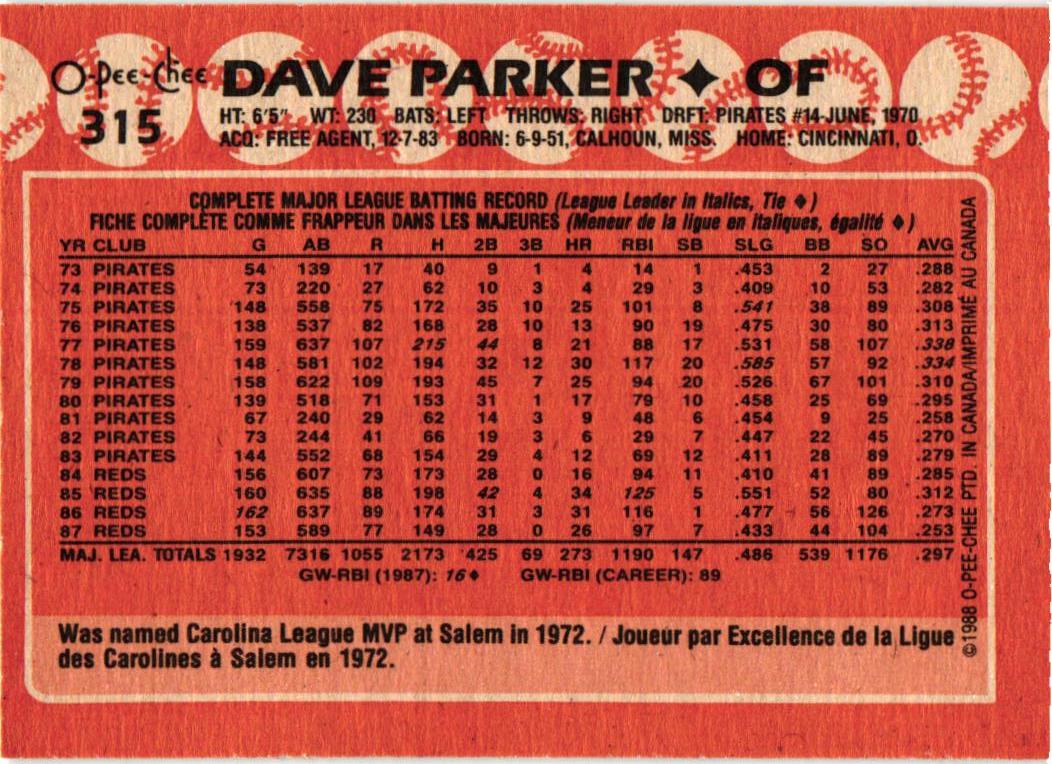 O-Pee-Chee DAVE PARKER ♦ OF
315 HT: 6'5" WT: 230 BATS: LEFT THROWS: RIGHT DRFT: PIRATES #14-JUNE, 1970
ACQ: FREE AGENT, 12-7-83 BORN: 6-9-51, CALHOUN, MISS. HOME: CINCINNATI, O.
COMPLETE MAJOR LEAGUE BATTING RECORD (League Leader in Italics, Tie ♦)
FICHE COMPLÈTE COMME FRAPPEUR DANS LES MAJEURES (Meneur de la ligue en italiques, égalité ♦)
YR CLUB G AB R H 2B 3B HR RBI SB SLG BB SO AVG
73 PIRATES 54 139 17 40 9 1 4 14 1 .453 2 27 .288
74 PIRATES 73 220 27 62 10 3 4 29 3 .409 10 53 .282
75 PIRATES 148 558 75 172 35 10 25 101 8 .541 38 89 .308
76 PIRATES 138 537 82 168 28 10 13 90 19 .475 30 80 .313
77 PIRATES 159 637 107 215 44 8 21 88 17 .531 58 107 .338
78 PIRATES 148 581 102 194 32 12 30 117 20 .585 57 92 .334
79 PIRATES 158 622 109 193 45 7 25 94 20 .526 67 101 .310
80 PIRATES 139 518 71 153 31 1 17 79 10 .458 25 69 .295
81 PIRATES 67 240 29 62 14 3 9 48 6 .454 9 25 .258
82 PIRATES 73 244 41 66 19 3 6 29 7 .447 22 45 .270
83 PIRATES 144 552 68 154 29 4 12 69 12 .411 28 89 .279
84 REDS 156 607 73 173 28 0 16 94 11 .410 41 89 .285
85 REDS 160 635 88 198 42 4 34 125 5 .551 52 80 .312
86 REDS 162 637 89 174 31 3 31 116 1 .477 56 126 .273
87 REDS 153 589 77 149 28 0 26 97 7 .433 44 104 .253
MAJ. LEA. TOTALS 1932 7316 1055 2173 425 69 273 1190 147 .486 539 1176 .297
GW-RBI (1987): 16♦ GW-RBI (CAREER): 89
Was named Carolina League MVP at Salem in 1972. / Joueur par Excellence de la Ligue
des Carolines à Salem en 1972.
©1988 O-PEE-CHEE PTD. IN CANADA/IMPRIMÉ AU CANADA